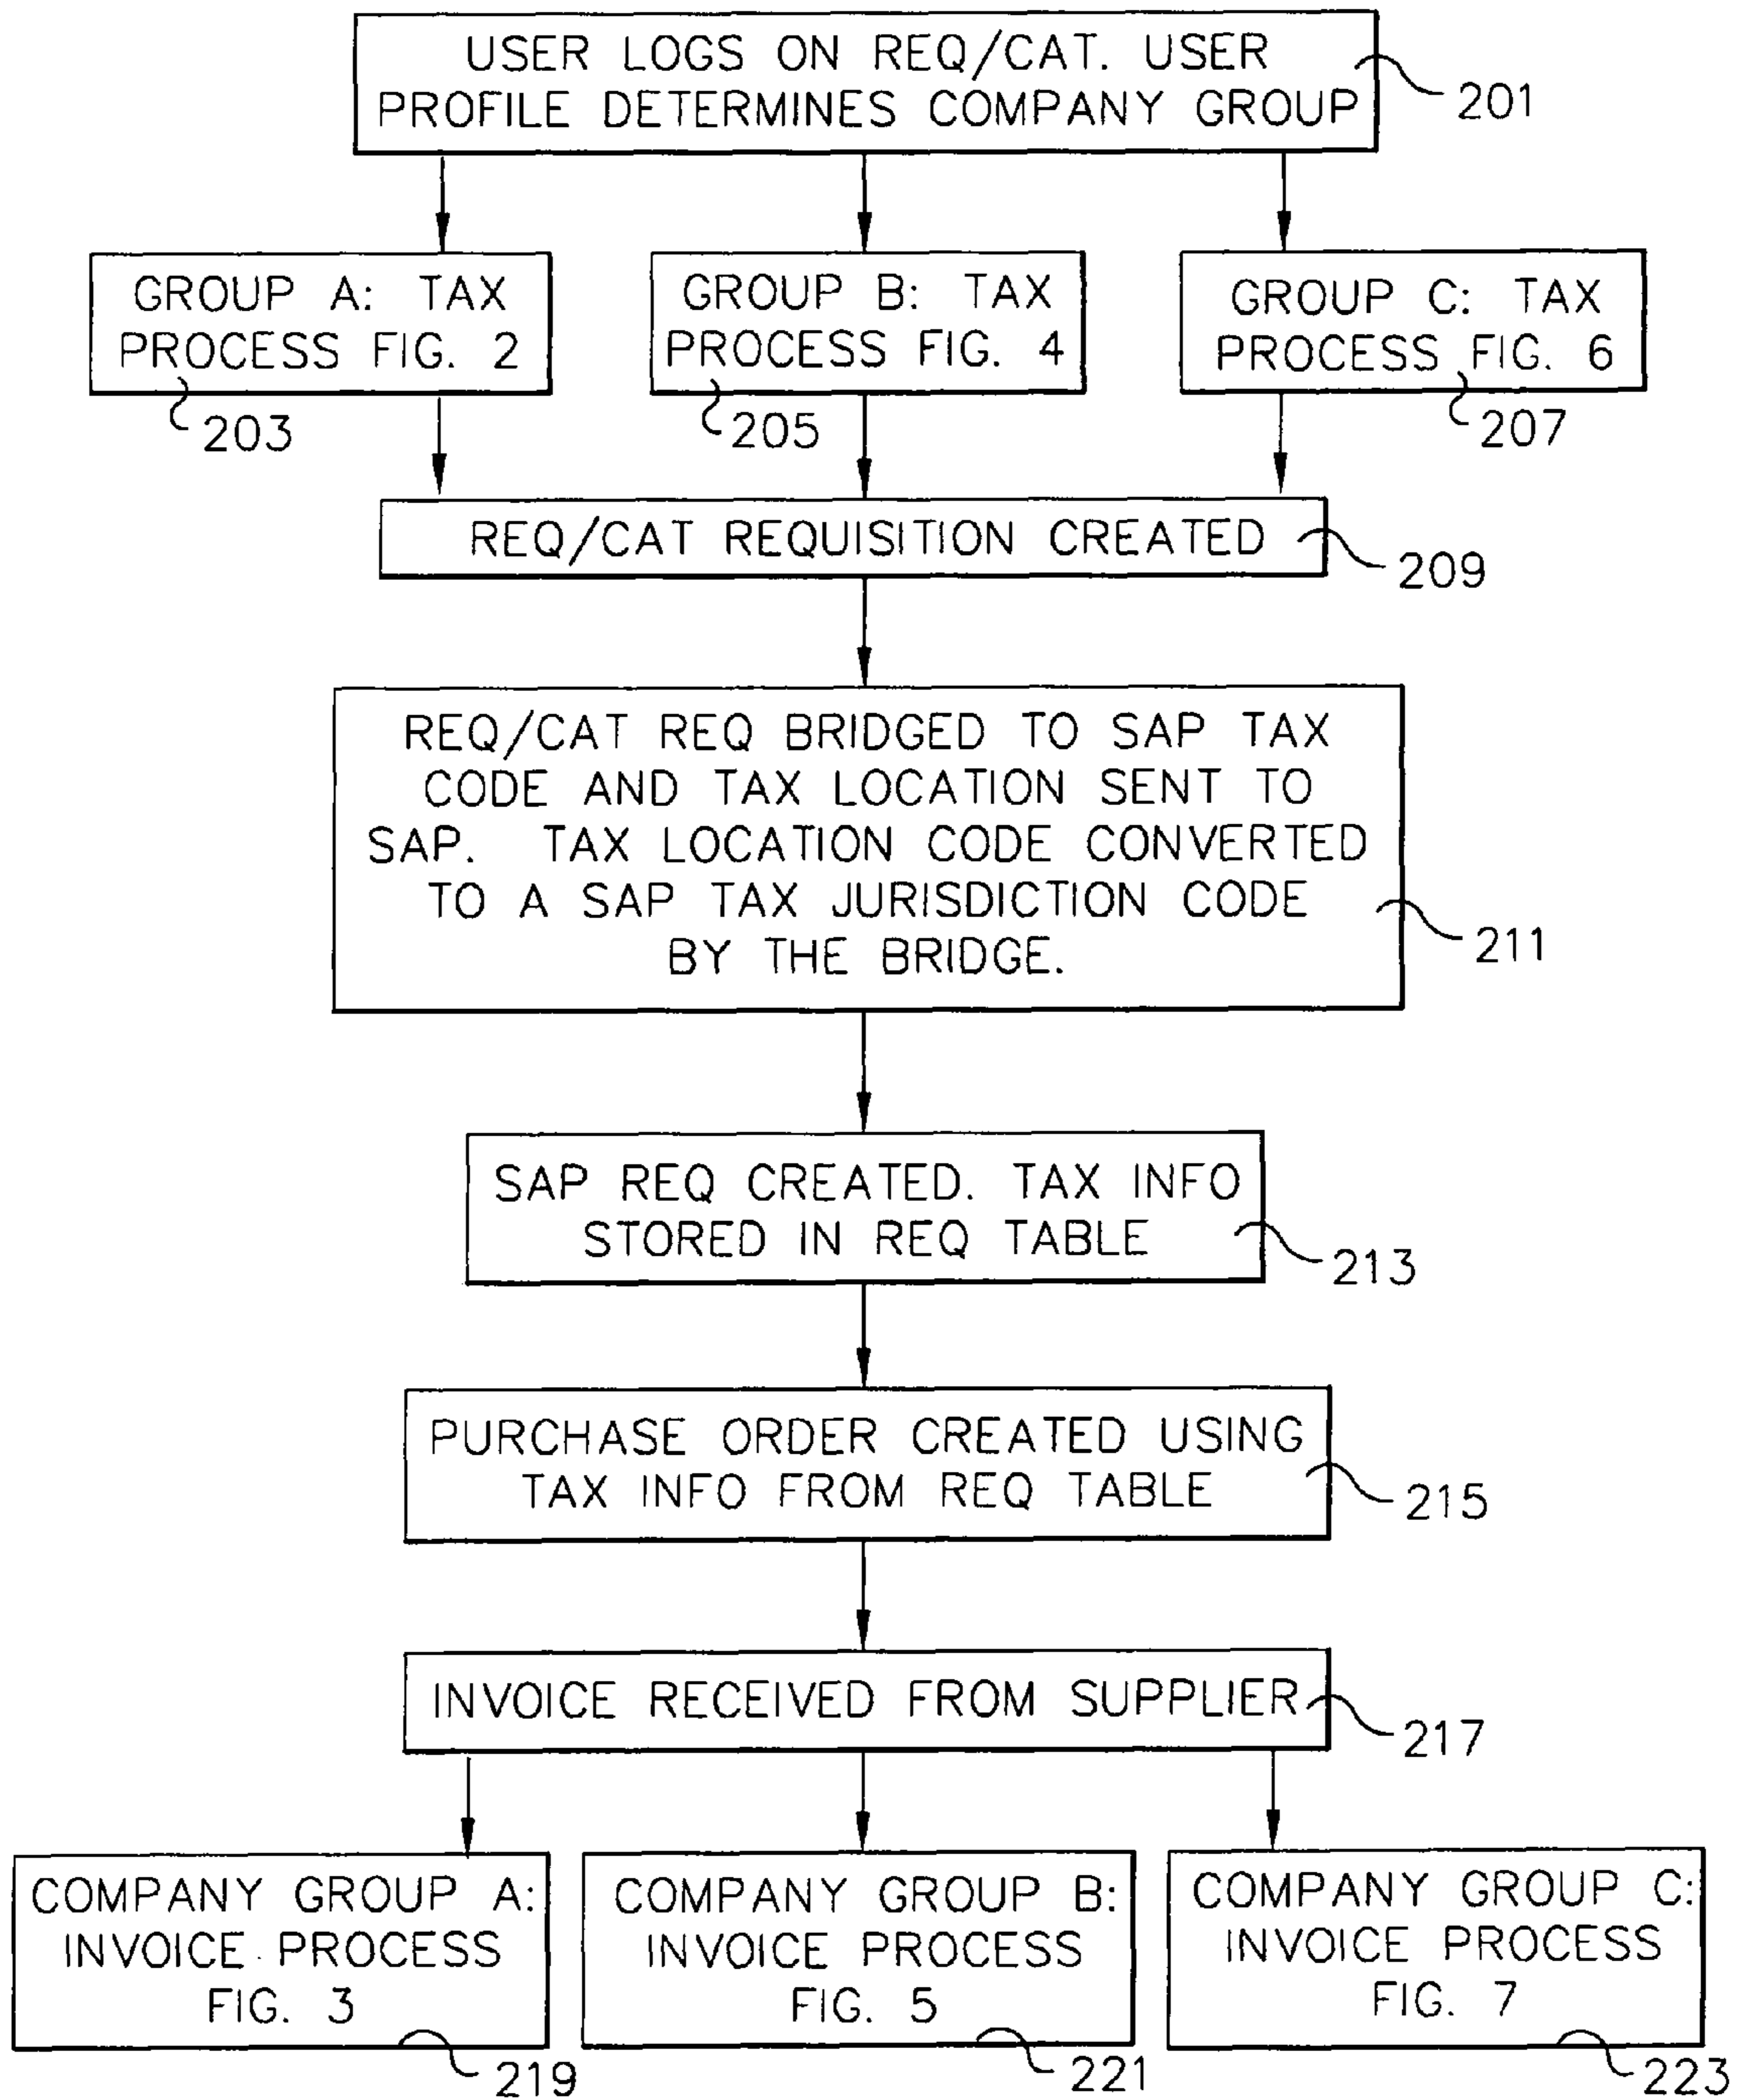 USER LOGS ON REQ/CAT. USER
PROFILE DETERMINES COMPANY GROUP
201
GROUP A: TAX
PROCESS FIG. 2
203
GROUP B: TAX
PROCESS FIG. 4
205
GROUP C: TAX
PROCESS FIG. 6
207
REQ/CAT REQUISITION CREATED
209
REQ/CAT REQ BRIDGED TO SAP TAX
CODE AND TAX LOCATION SENT TO
SAP. TAX LOCATION CODE CONVERTED
TO A SAP TAX JURISDICTION CODE
BY THE BRIDGE.
211
SAP REQ CREATED. TAX INFO
STORED IN REQ TABLE
213
PURCHASE ORDER CREATED USING
TAX INFO FROM REQ TABLE
215
INVOICE RECEIVED FROM SUPPLIER
217
COMPANY GROUP A:
INVOICE PROCESS
FIG. 3
219
COMPANY GROUP B:
INVOICE PROCESS
FIG. 5
221
COMPANY GROUP C:
INVOICE PROCESS
FIG. 7
223